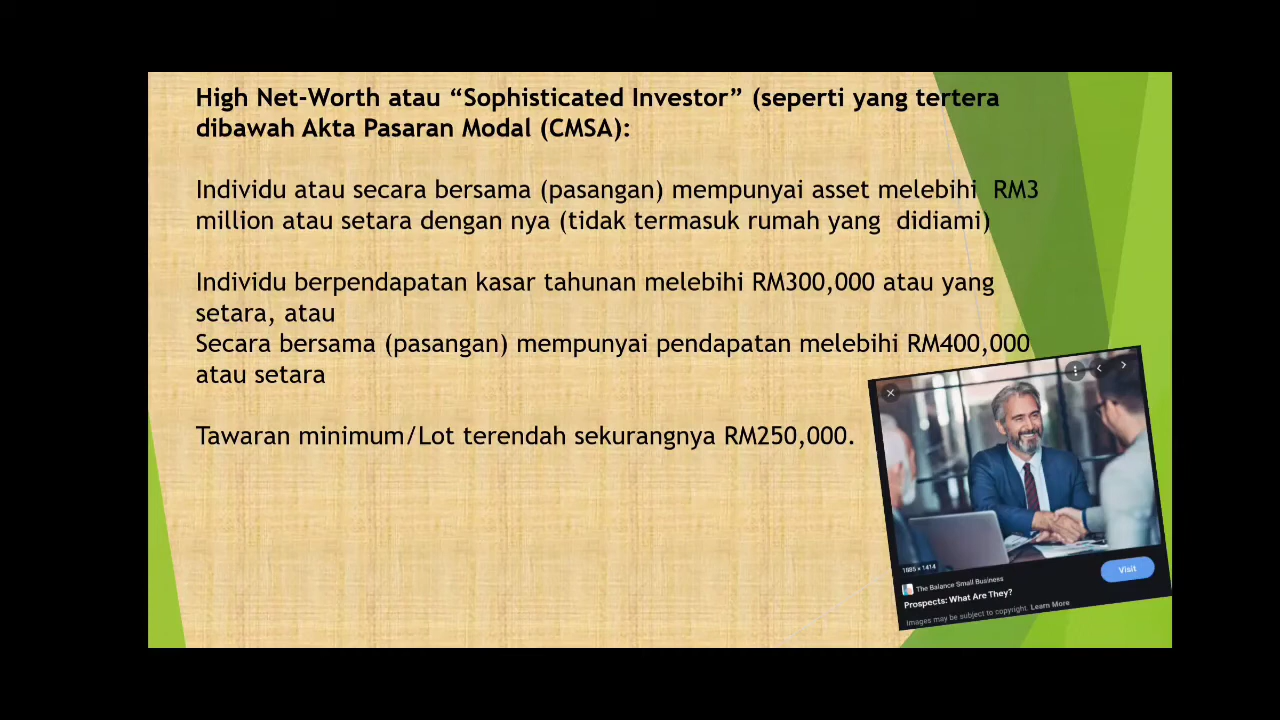 High Net-Worth atau “Sophisticated Investor” (seperti yang tertera
dibawah Akta Pasaran Modal (CMSA):
Individu atau secara bersama (pasangan) mempunyai asset melebihi RM3
million atau setara dengan nya (tidak termasuk rumah yang didiami)
Individu berpendapatan kasar tahunan melebihi RM300,000 atau yang
setara, atau
Secara bersama (pasangan) mempunyai pendapatan melebihi RM400,000
atau setara
Tawaran minimum/Lot terendah sekurangnya RM250,000.
1885 x 1414
The Balance Small Business
Visit
Prospects: What Are They?
Images may be subject to copyright. Learn More